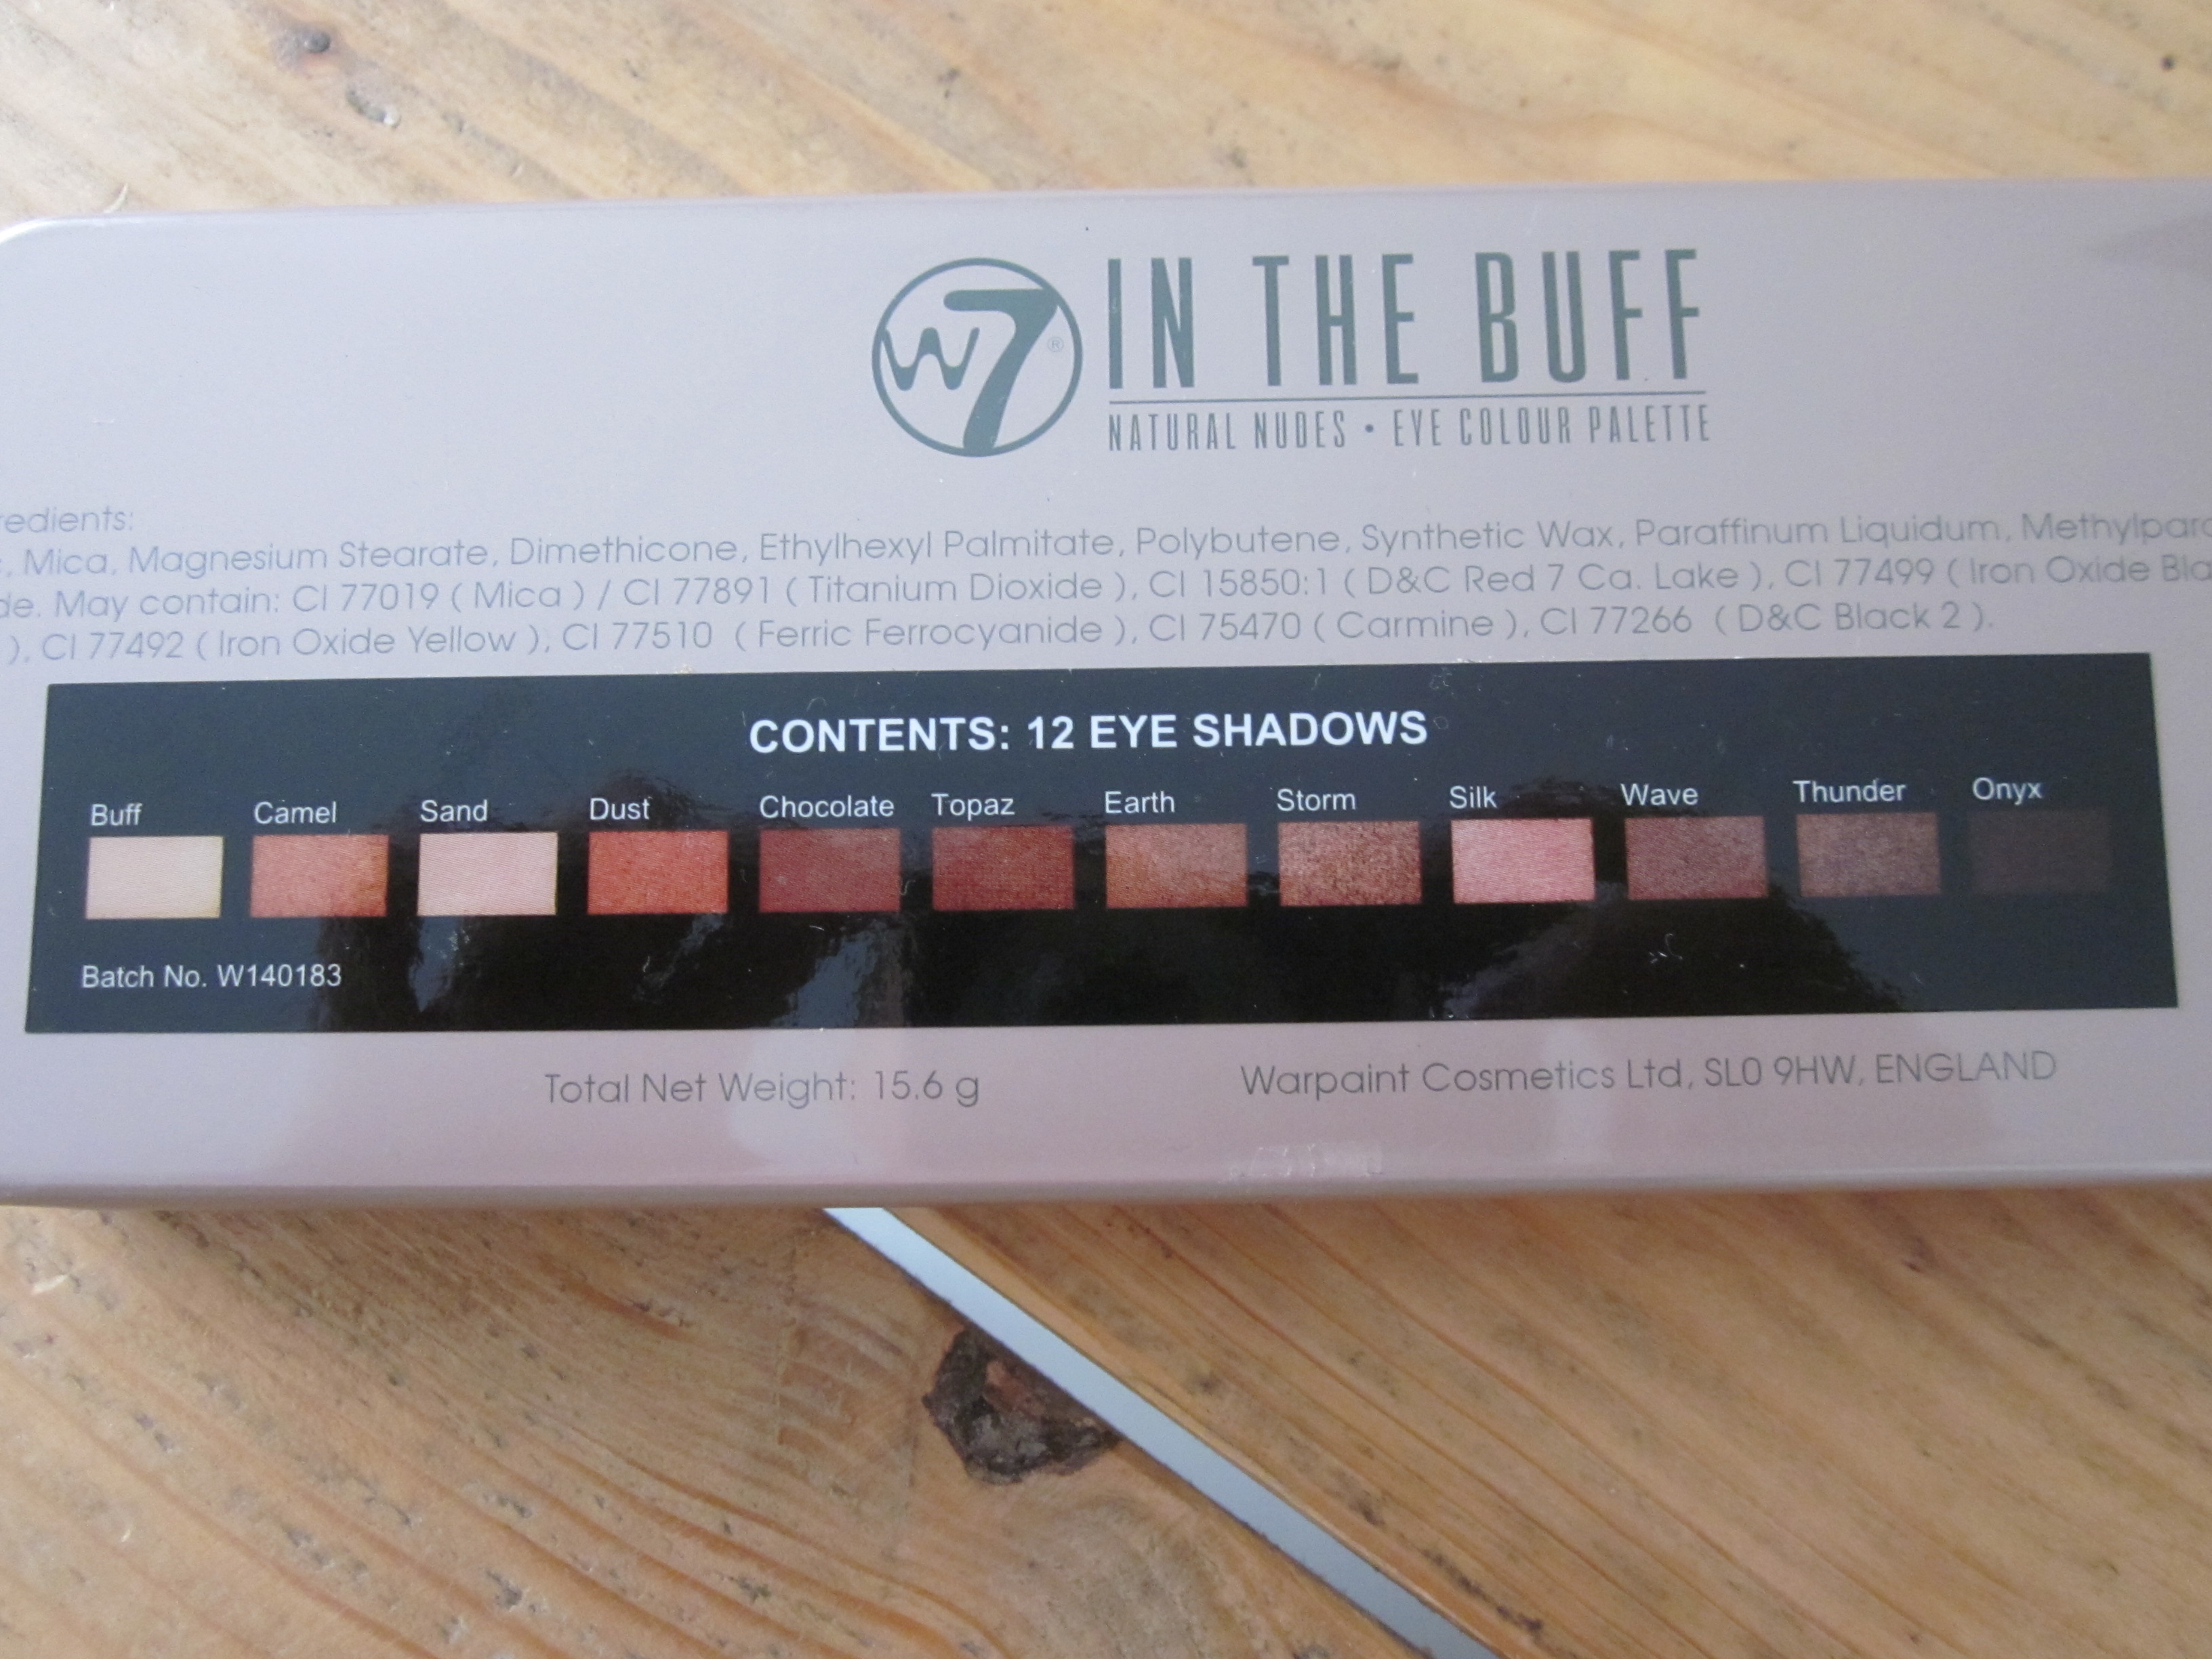 W7® IN THE BUFF
NATURAL NUDES • EYE COLOUR PALETTE
redients:
, Mica, Magnesium Stearate, Dimethicone, Ethylhexyl Palmitate, Polybutene, Synthetic Wax, Paraffinum Liquidum, Methylpar
de. May contain: CI 77019 ( Mica ) / CI 77891 ( Titanium Dioxide ), CI 15850:1 ( D&C Red 7 Ca. Lake ), CI 77499 ( Iron Oxide Bla
), CI 77492 ( Iron Oxide Yellow ), CI 77510 ( Ferric Ferrocyanide ), CI 75470 ( Carmine ), CI 77266 ( D&C Black 2 ).
CONTENTS: 12 EYE SHADOWS
Buff Camel Sand Dust Chocolate Topaz Earth Storm Silk Wave Thunder Onyx
Batch No. W140183
Total Net Weight: 15.6 g Warpaint Cosmetics Ltd, SL0 9HW, ENGLAND